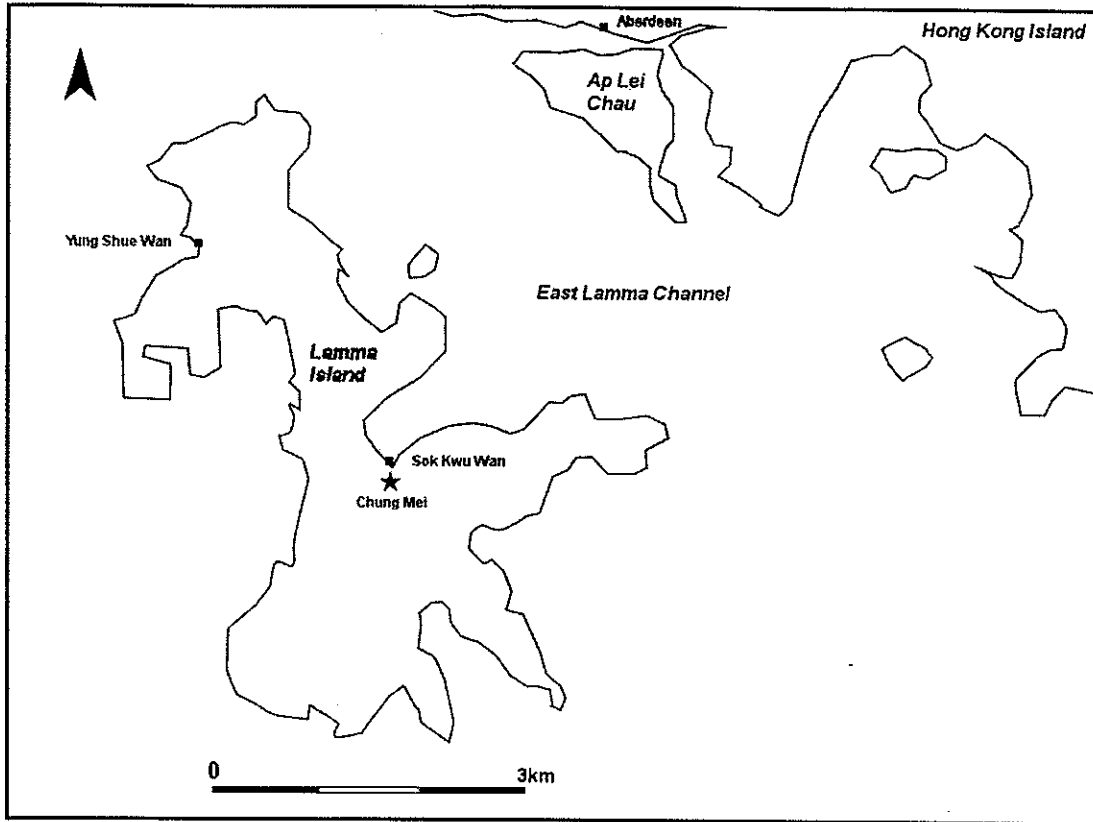 Aberdeen
Hong Kong Island
Ap Lei
Chau
Yung Shue Wan
East Lamma Channel
Lamma
Island
Sok Kwu Wan
Chung Mei
0
3km